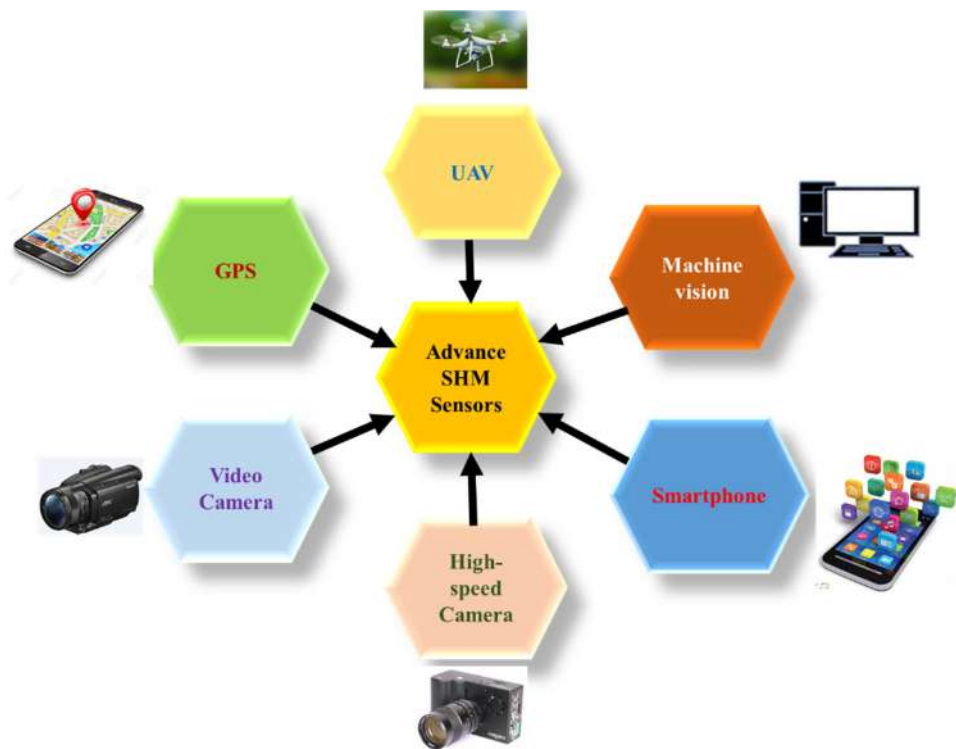 UAV
GPS
Machine
vision
Advance
SHM
Sensors
Video
Camera
Smartphone
High-
speed
Camera